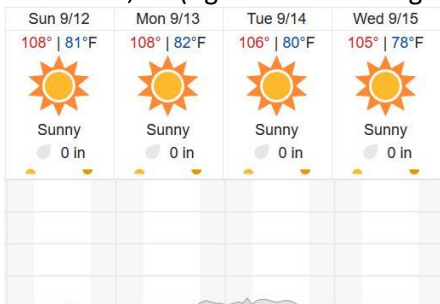 Sun 9/12 Mon 9/13 Tue 9/14 Wed 9/15
108° | 81°F 108° | 82°F 106° | 80°F 105° | 78°F
Sunny Sunny Sunny Sunny
0 in 0 in 0 in 0 in